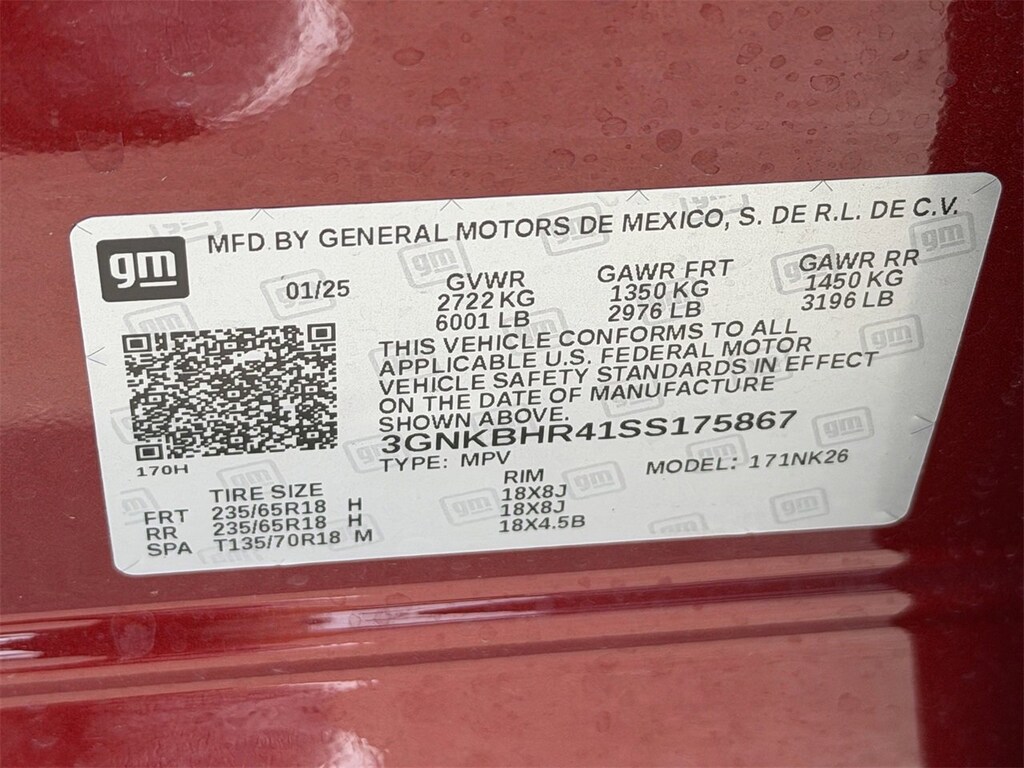 gm
MFD BY GENERAL MOTORS DE MEXICO, S. DE R.L. DE C.V.
01/25
GVWR
2722 KG
6001 LB
GAWR FRT
1350 KG
2976 LB
GAWR RR
1450 KG
3196 LB
THIS VEHICLE CONFORMS TO ALL
APPLICABLE U.S. FEDERAL MOTOR
VEHICLE SAFETY STANDARDS IN EFFECT
ON THE DATE OF MANUFACTURE
SHOWN ABOVE.
3GNKBHR41SS175867
TYPE: MPV
MODEL: 171NK26
170H
TIRE SIZE RIM
FRT 235/65R18 H 18X8J
RR 235/65R18 H 18X8J
SPA T135/70R18 M 18X4.5B